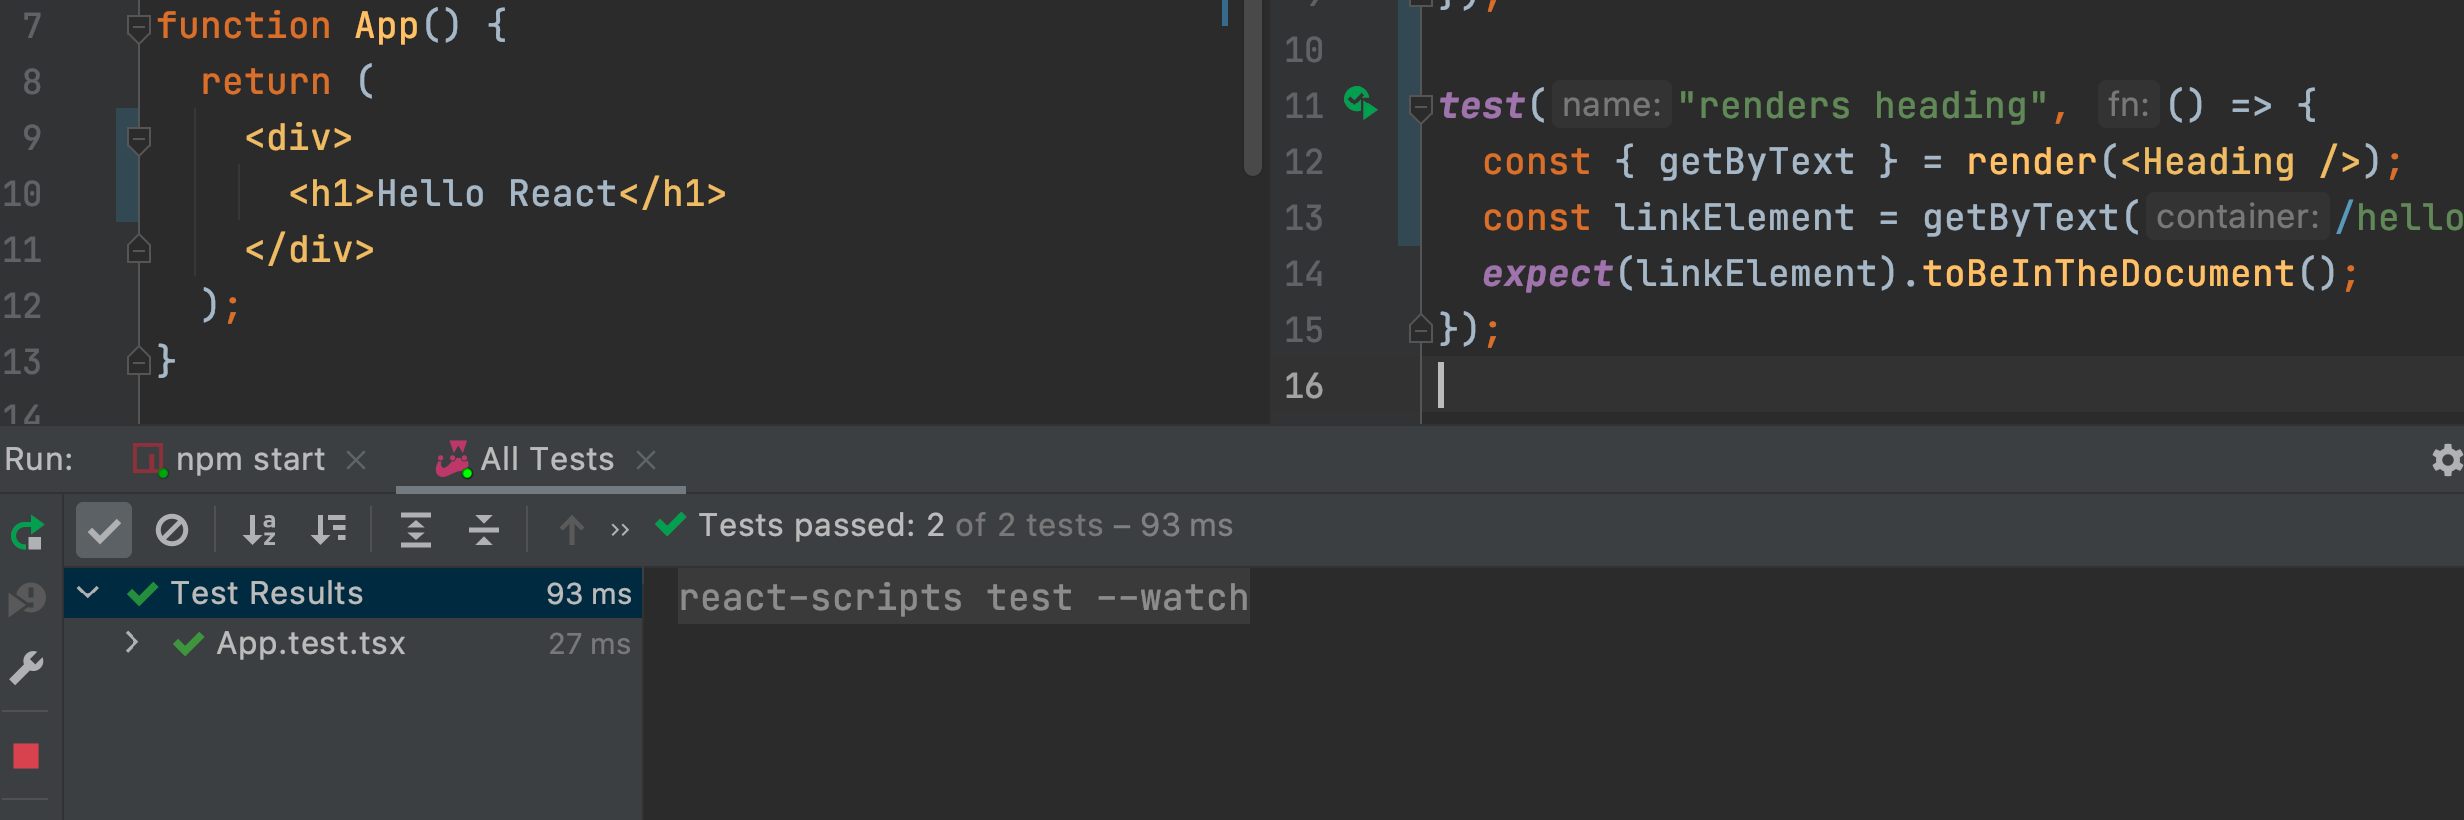 7 function App() {
8 return (
9 <div>
10 <h1>Hello React</h1>
11 </div>
12 );
13 }
14
});
10
11 test( name: "renders heading", fn: () => {
12 const { getByText } = render(<Heading />);
13 const linkElement = getByText( container: /hello
14 expect(linkElement).toBeInTheDocument();
15 });
16
Run: npm start All Tests
Tests passed: 2 of 2 tests – 93 ms
Test Results 93 ms
App.test.tsx 27 ms
react-scripts test --watch